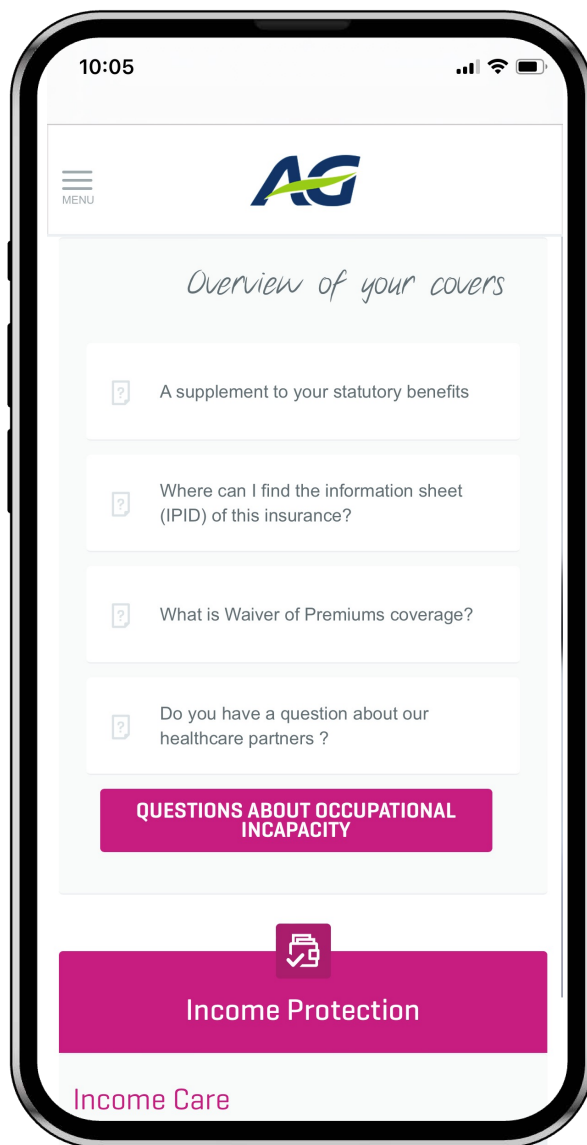 10:05
MENU
AG
Overview of your covers
A supplement to your statutory benefits
Where can I find the information sheet
(IPID) of this insurance?
What is Waiver of Premiums coverage?
Do you have a question about our
healthcare partners ?
QUESTIONS ABOUT OCCUPATIONAL
INCAPACITY
Income Protection
Income Care